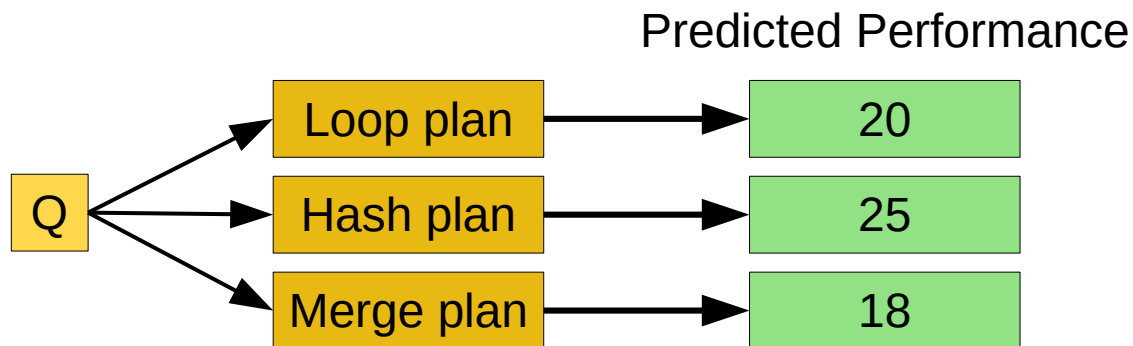 Predicted Performance
Loop plan
20
Q
Hash plan
25
Merge plan
18